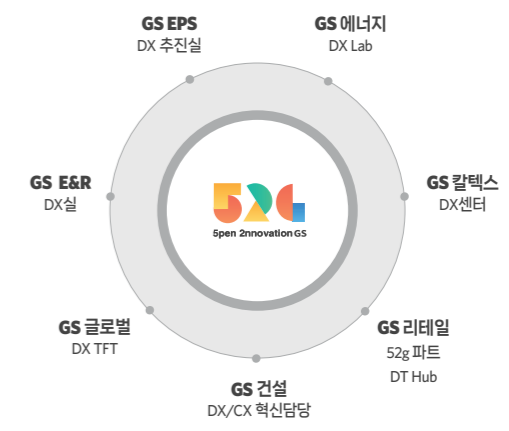 GS EPS
DX 추진실
GS 에너지
DX Lab
GS E&R
DX실
GS 칼텍스
DX센터
52G
5pen 2nnovation GS
GS 글로벌
DX TFT
GS 리테일
52g 파트
DT Hub
GS 건설
DX/CX 혁신담당